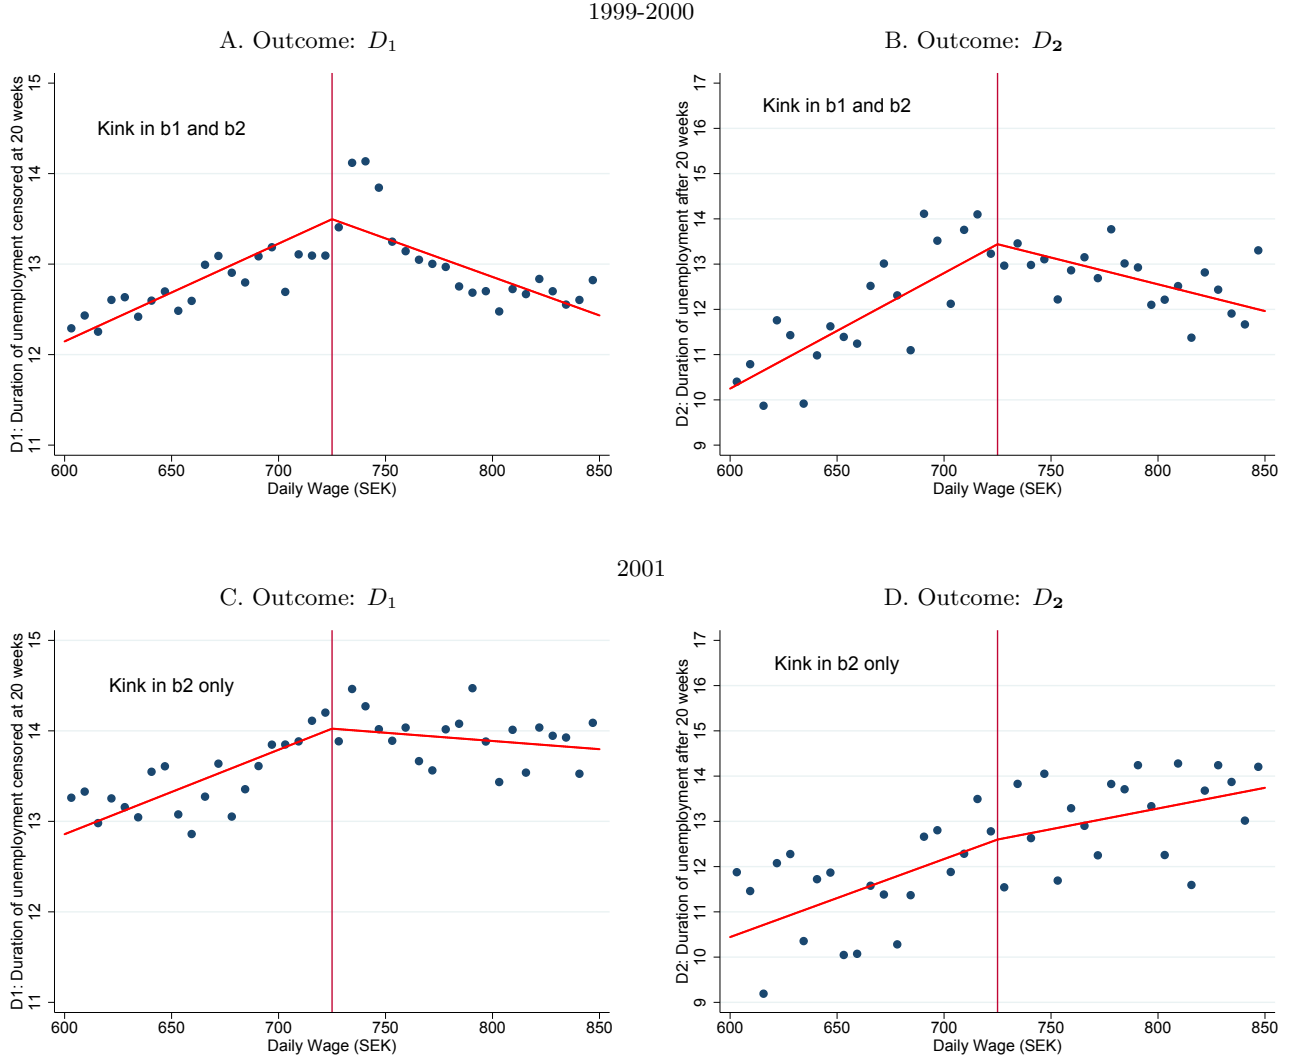 1999-2000
A. Outcome: D₁
B. Outcome: D₂
D1: Duration of unemployment censored at 20 weeks
15
14
13
12
11
Kink in b1 and b2
600 650 700 750 800 850
Daily Wage (SEK)
D2: Duration of unemployment after 20 weeks
17
16
15
14
13
12
11
10
9
Kink in b1 and b2
600 650 700 750 800 850
Daily Wage (SEK)
2001
C. Outcome: D₁
D. Outcome: D₂
D1: Duration of unemployment censored at 20 weeks
15
14
13
12
11
Kink in b2 only
600 650 700 750 800 850
Daily Wage (SEK)
D2: Duration of unemployment after 20 weeks
17
16
15
14
13
12
11
10
9
Kink in b2 only
600 650 700 750 800 850
Daily Wage (SEK)